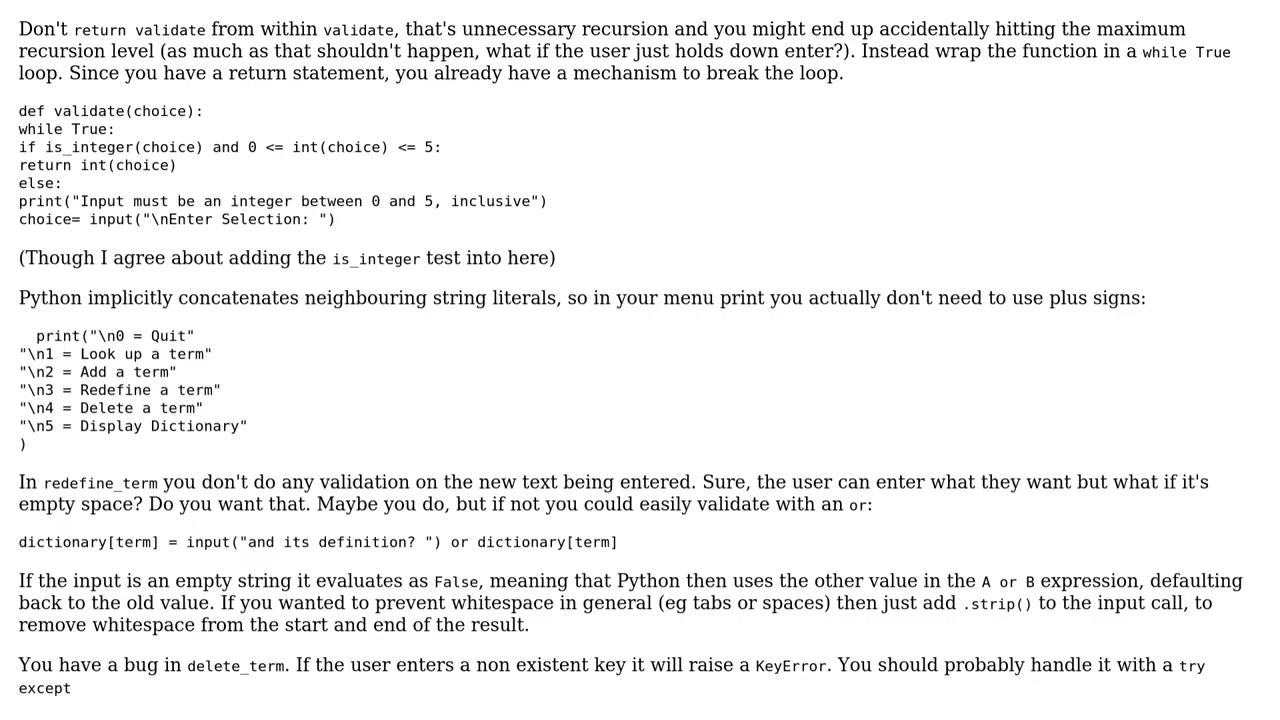 Don't return validate from within validate, that's unnecessary recursion and you might end up accidentally hitting the maximum
recursion level (as much as that shouldn't happen, what if the user just holds down enter?). Instead wrap the function in a while True
loop. Since you have a return statement, you already have a mechanism to break the loop.
def validate(choice):
while True:
if is_integer(choice) and 0 <= int(choice) <= 5:
return int(choice)
else:
print("Input must be an integer between 0 and 5, inclusive")
choice= input("\nEnter Selection: ")
(Though I agree about adding the is_integer test into here)
Python implicitly concatenates neighbouring string literals, so in your menu print you actually don't need to use plus signs:
print("\n0 = Quit"
"\n1 = Look up a term"
"\n2 = Add a term"
"\n3 = Redefine a term"
"\n4 = Delete a term"
"\n5 = Display Dictionary"
)
In redefine_term you don't do any validation on the new text being entered. Sure, the user can enter what they want but what if it's
empty space? Do you want that. Maybe you do, but if not you could easily validate with an or:
dictionary[term] = input("and its definition? ") or dictionary[term]
If the input is an empty string it evaluates as False, meaning that Python then uses the other value in the A or B expression, defaulting
back to the old value. If you wanted to prevent whitespace in general (eg tabs or spaces) then just add .strip() to the input call, to
remove whitespace from the start and end of the result.
You have a bug in delete_term. If the user enters a non existent key it will raise a KeyError. You should probably handle it with a try
except